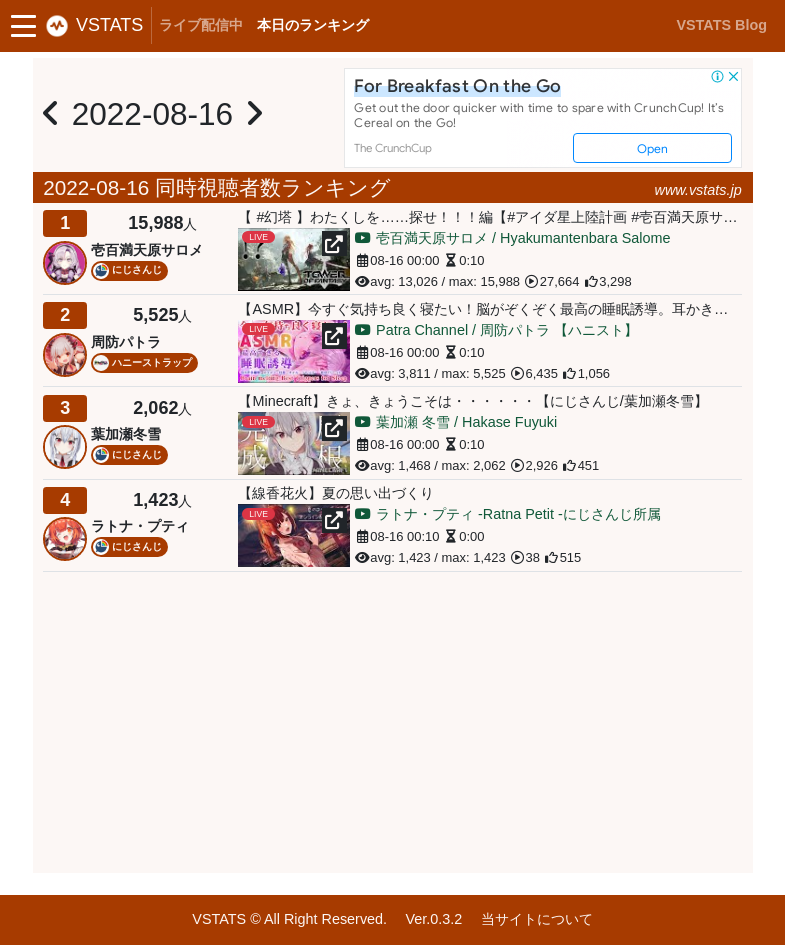 VSTATS ライブ配信中 本日のランキング VSTATS Blog
2022-08-16
For Breakfast On the Go
Get out the door quicker with time to spare with CrunchCup! It's
Cereal on the Go!
The CrunchCup
Open
2022-08-16 同時視聴者数ランキング www.vstats.jp
1 15,988人
壱百満天原サロメ
にじさんじ
【 #幻塔 】わたくしを……探せ！！！編【#アイダ星上陸計画 #壱百満天原サ…
LIVE
TOWER OF FANTASY
壱百満天原サロメ / Hyakumantenbara Salome
08-16 00:00 0:10
avg: 13,026 / max: 15,988 27,664 3,298
2 5,525人
周防パトラ
ハニーストラップ
【ASMR】今すぐ気持ち良く寝たい！脳がぞくぞく最高の睡眠誘導。耳かき…
LIVE
ASMR
睡眠誘導
Patra Channel / 周防パトラ 【ハニスト】
08-16 00:00 0:10
avg: 3,811 / max: 5,525 6,435 1,056
3 2,062人
葉加瀬冬雪
にじさんじ
【Minecraft】きょ、きょうこそは・・・・・・【にじさんじ/葉加瀬冬雪】
LIVE
葉加瀬 冬雪 / Hakase Fuyuki
08-16 00:00 0:10
avg: 1,468 / max: 2,062 2,926 451
4 1,423人
ラトナ・プティ
にじさんじ
【線香花火】夏の思い出づくり
LIVE
ラトナ・プティ -Ratna Petit -にじさんじ所属
08-16 00:10 0:00
avg: 1,423 / max: 1,423 38 515
VSTATS © All Right Reserved. Ver.0.3.2 当サイトについて